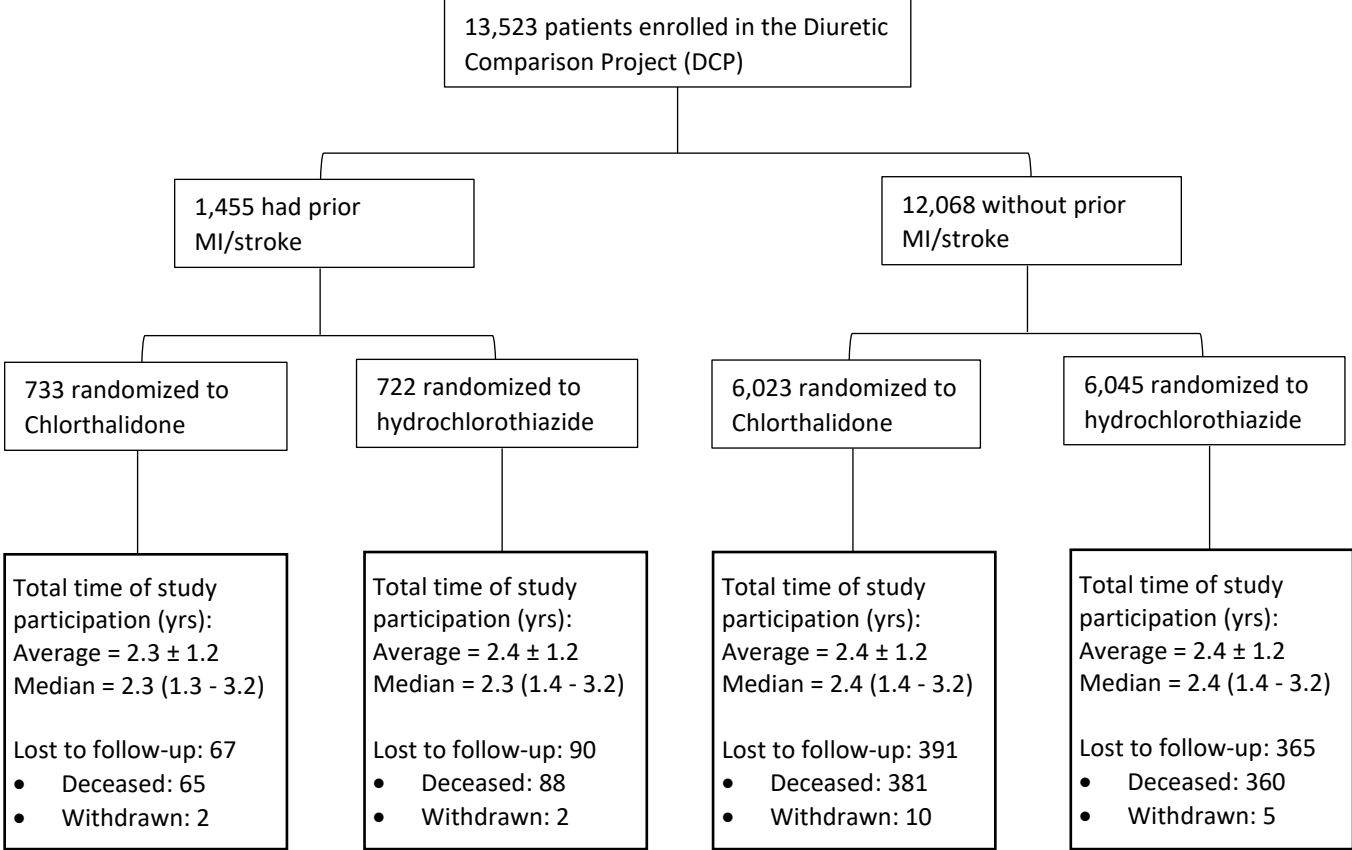 13,523 patients enrolled in the Diuretic
Comparison Project (DCP)
1,455 had prior
MI/stroke
12,068 without prior
MI/stroke
733 randomized to
Chlorthalidone
722 randomized to
hydrochlorothiazide
6,023 randomized to
Chlorthalidone
6,045 randomized to
hydrochlorothiazide
Total time of study
participation (yrs):
Average = 2.3 ± 1.2
Median = 2.3 (1.3 - 3.2)
Lost to follow-up: 67
• Deceased: 65
• Withdrawn: 2
Total time of study
participation (yrs):
Average = 2.4 ± 1.2
Median = 2.3 (1.4 - 3.2)
Lost to follow-up: 90
• Deceased: 88
• Withdrawn: 2
Total time of study
participation (yrs):
Average = 2.4 ± 1.2
Median = 2.4 (1.4 - 3.2)
Lost to follow-up: 391
• Deceased: 381
• Withdrawn: 10
Total time of study
participation (yrs):
Average = 2.4 ± 1.2
Median = 2.4 (1.4 - 3.2)
Lost to follow-up: 365
• Deceased: 360
• Withdrawn: 5